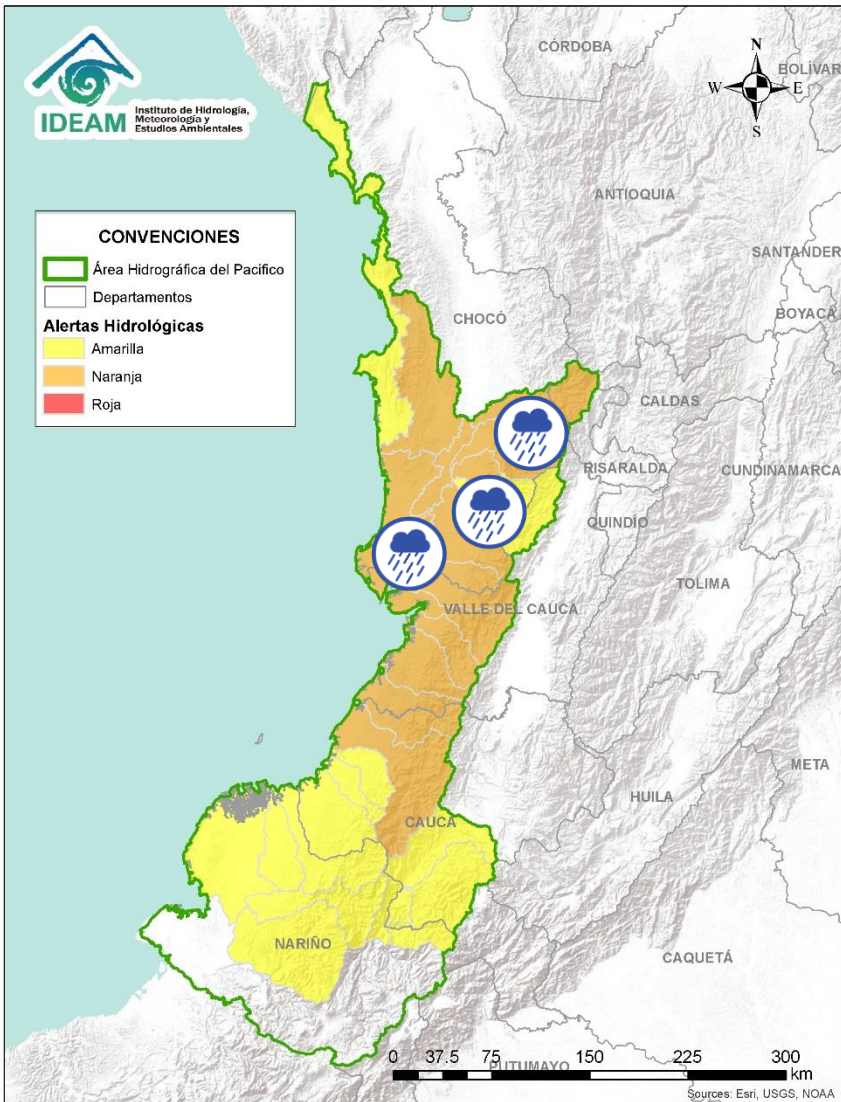 IDEAM
Instituto de Hidrología,
Meteorología y
Estudios Ambientales
N
W
E
S
CONVENCIONES
Área Hidrográfica del Pacifico
Departamentos
Alertas Hidrológicas
Amarilla
Naranja
Roja
CÓRDOBA
BOLÍVAR
ANTIOQUIA
SANTANDER
BOYACÁ
CHOCÓ
CALDAS
RISARALDA
CUNDINAMARCA
QUINDÍO
TOLIMA
VALLE DEL CAUCA
META
HUILA
CAUCA
NARIÑO
CAQUETÁ
PUTUMAYO
0 37.5 75 150 225 300
km
Sources: Esri, USGS, NOAA